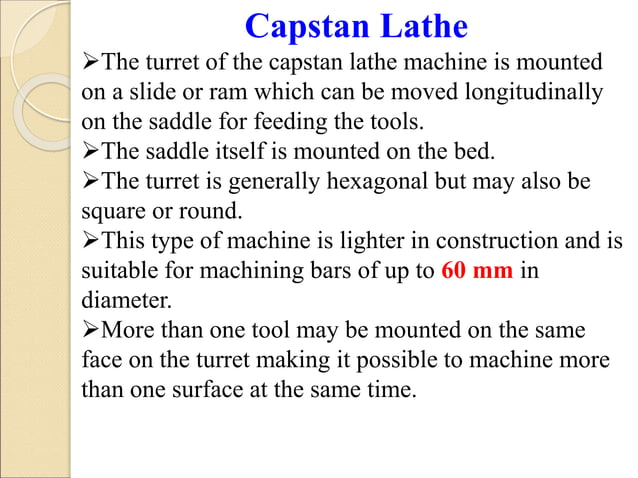 Capstan Lathe
➢The turret of the capstan lathe machine is mounted
on a slide or ram which can be moved longitudinally
on the saddle for feeding the tools.
➢The saddle itself is mounted on the bed.
➢The turret is generally hexagonal but may also be
square or round.
➢This type of machine is lighter in construction and is
suitable for machining bars of up to 60 mm in
diameter.
➢More than one tool may be mounted on the same
face on the turret making it possible to machine more
than one surface at the same time.